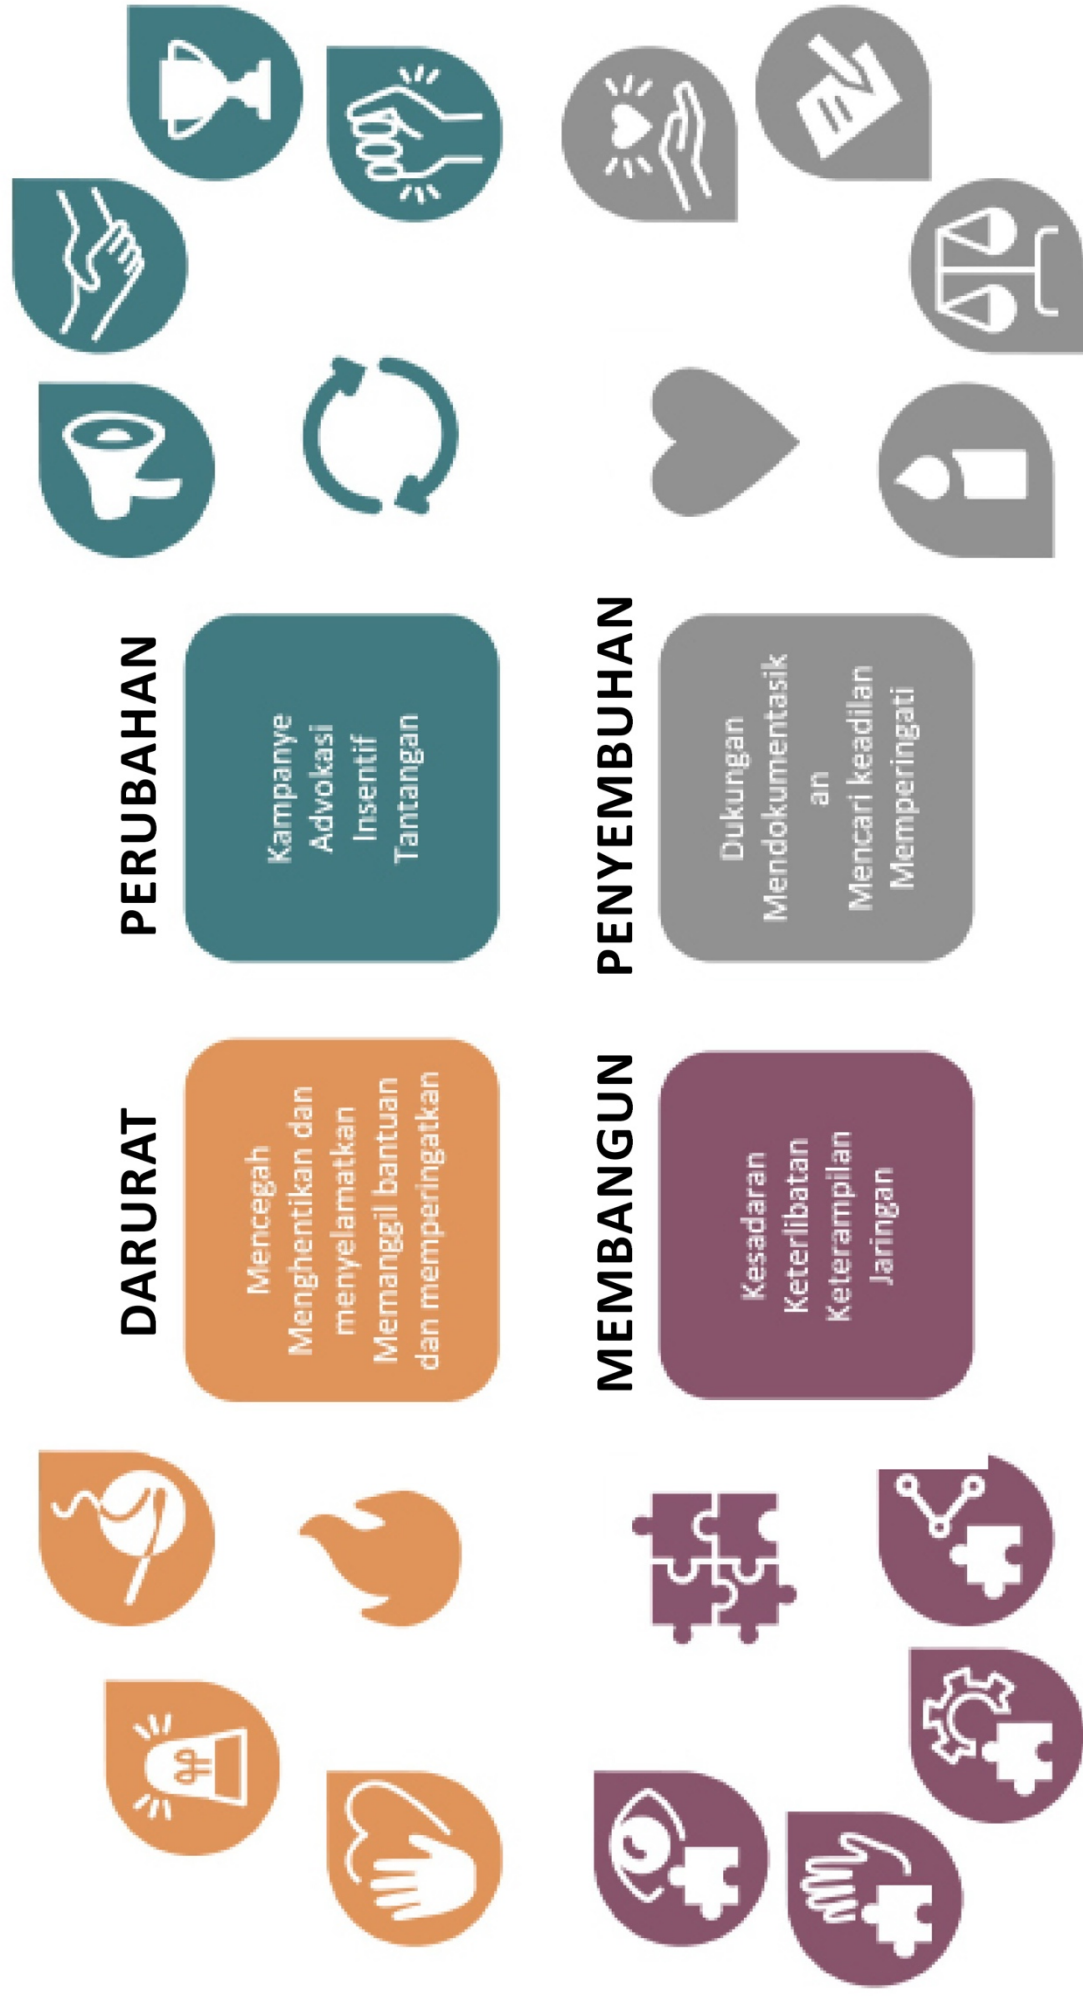 DARURAT
Mencegah
Menghentikan dan
menyelamatkan
Memanggil bantuan
dan memperingatkan
PERUBAHAN
Kampanye
Advokasi
Insentif
Tantangan
MEMBANGUN
Kesadaran
Keterlibatan
Keterampilan
Jaringan
PENYEMBUHAN
Dukungan
Mendokumentasik
an
Mencari keadilan
Memperingati